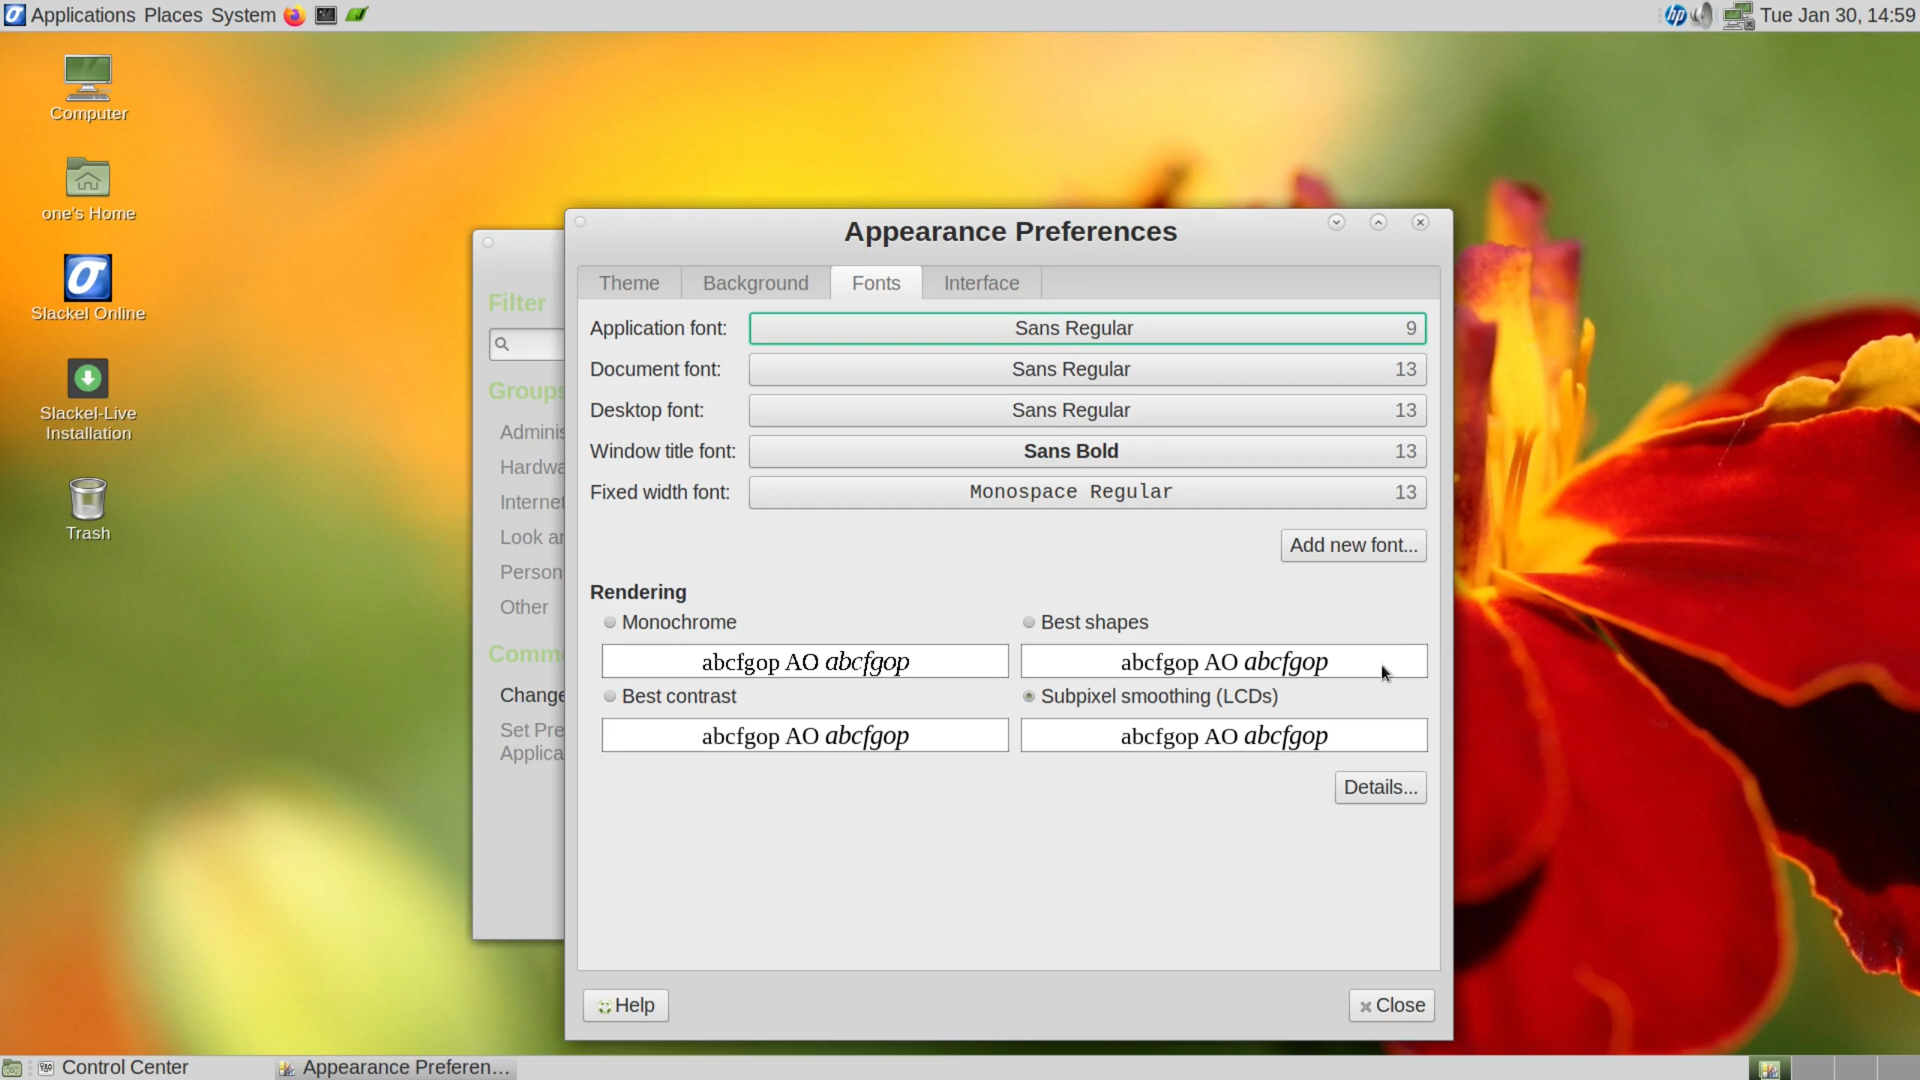 Applications Places System
hp
Tue Jan 30, 14:59
Computer
one's Home
Slackel Online
Slackel-Live
Installation
Trash
Filter
Groups
Adminis
Hardwa
Internet
Look an
Person
Other
Comm
Change
Set Pre
Applica
Appearance Preferences
Theme Background Fonts Interface
Application font: Sans Regular 9
Document font: Sans Regular 13
Desktop font: Sans Regular 13
Window title font: Sans Bold 13
Fixed width font: Monospace Regular 13
Add new font...
Rendering
Monochrome Best shapes
abcfgop AO abcfgop abcfgop AO abcfgop
Best contrast Subpixel smoothing (LCDs)
abcfgop AO abcfgop abcfgop AO abcfgop
Details...
Help Close
Control Center Appearance Preferen...